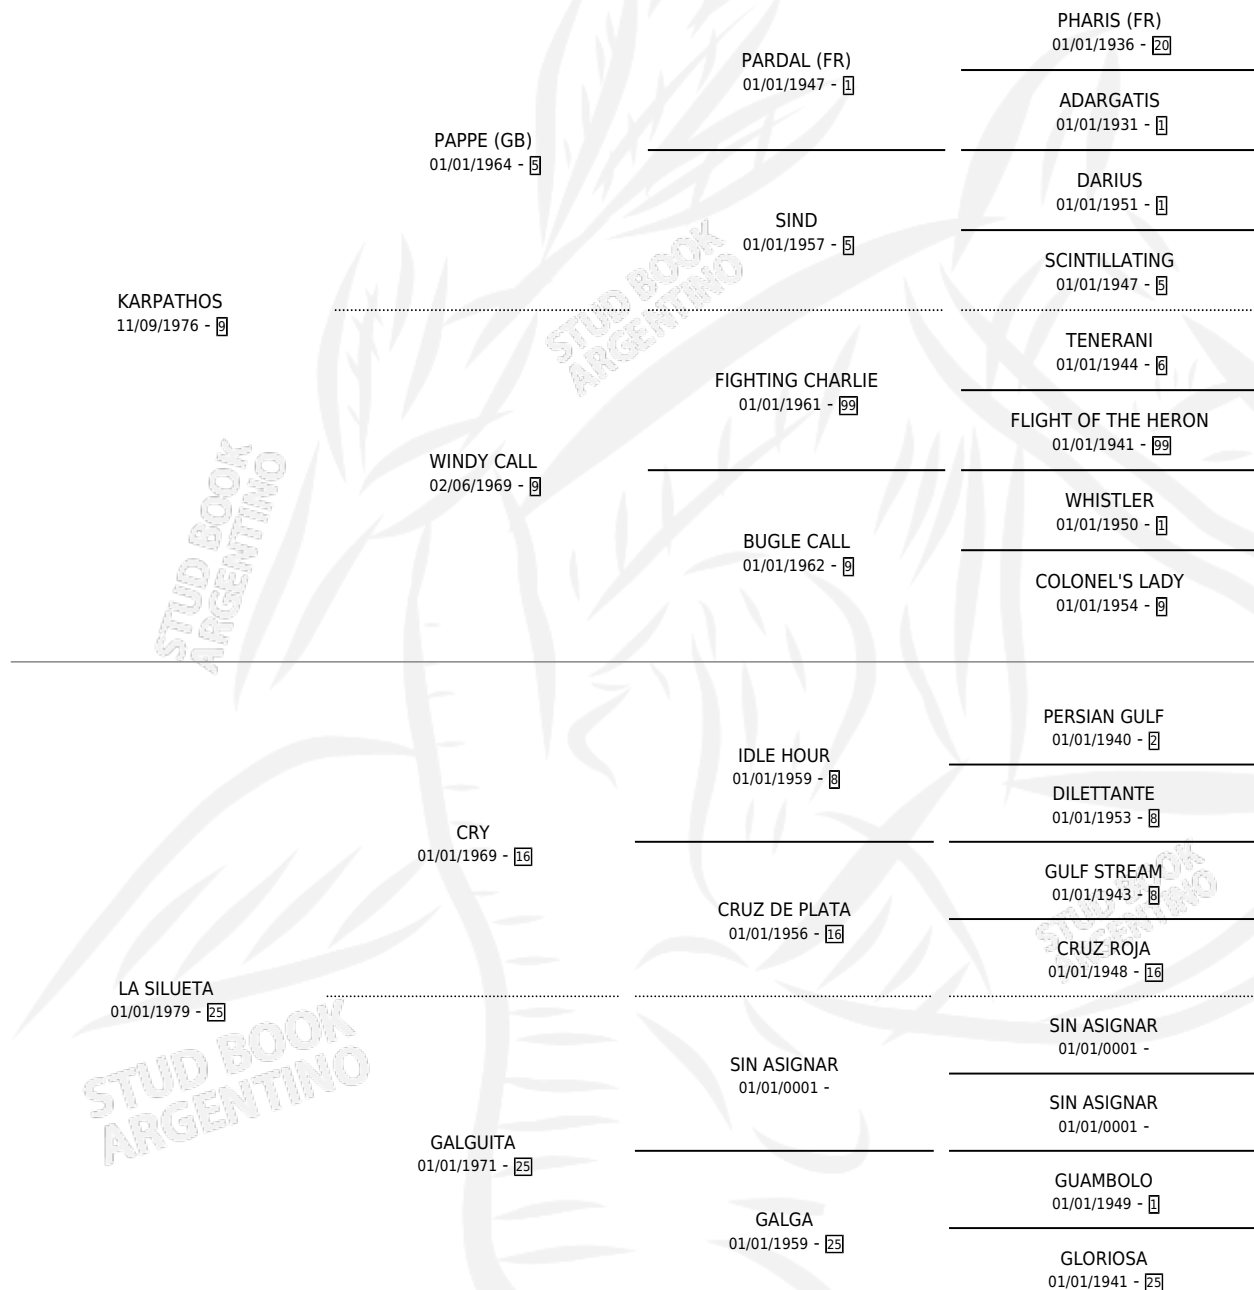 PHARIS (FR)
01/01/1936 - 20
PARDAL (FR)
01/01/1947 - 1
ADARGATIS
01/01/1931 - 1
PAPPE (GB)
01/01/1964 - 5
DARIUS
01/01/1951 - 1
SIND
01/01/1957 - 5
SCINTILLATING
01/01/1947 - 5
KARPATHOS
11/09/1976 - 9
TENERANI
01/01/1944 - 6
FIGHTING CHARLIE
01/01/1961 - 99
FLIGHT OF THE HERON
01/01/1941 - 99
WINDY CALL
02/06/1969 - 9
WHISTLER
01/01/1950 - 1
BUGLE CALL
01/01/1962 - 9
COLONEL'S LADY
01/01/1954 - 9
PERSIAN GULF
01/01/1940 - 2
IDLE HOUR
01/01/1959 - 8
DILETTANTE
01/01/1953 - 8
CRY
01/01/1969 - 16
GULF STREAM
01/01/1943 - 8
CRUZ DE PLATA
01/01/1956 - 16
CRUZ ROJA
01/01/1948 - 16
LA SILUETA
01/01/1979 - 25
SIN ASIGNAR
01/01/0001 -
SIN ASIGNAR
01/01/0001 -
SIN ASIGNAR
01/01/0001 -
GALGUITA
01/01/1971 - 25
GUAMBOLO
01/01/1949 - 1
GALGA
01/01/1959 - 25
GLORIOSA
01/01/1941 - 25
STUD BOOK
ARGENTINO
STUD BOOK
ARGENTINO
STUD BOOK
ARGENTINO
STUD BOOK
ARGENTINO